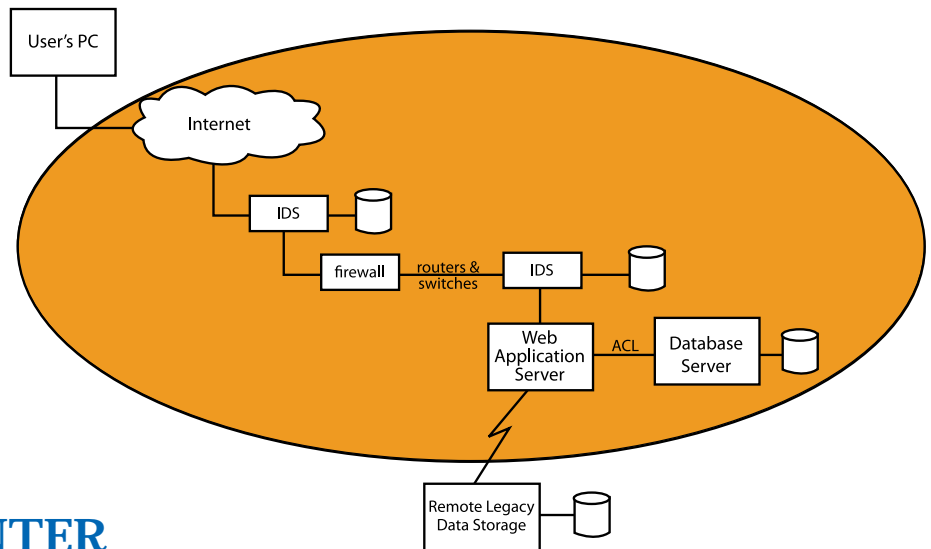 User's PC
Internet
IDS
firewall
routers &
switches
IDS
Web
Application
Server
ACL
Database
Server
Remote Legacy
Data Storage